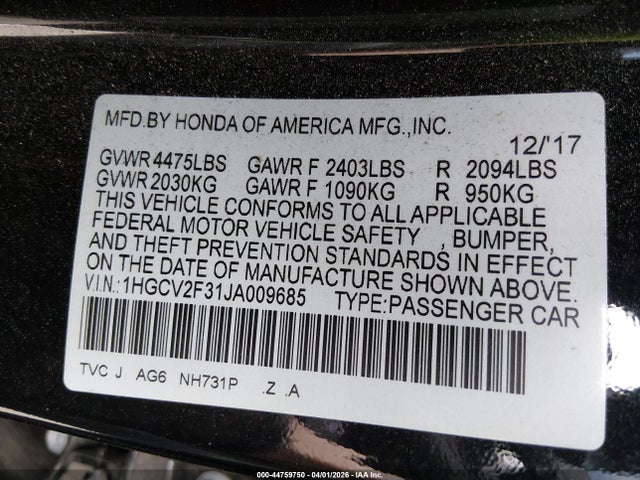 MFD.BY HONDA OF AMERICA MFG.,INC.
12/'17
GVWR 4475LBS GAWR F 2403LBS R 2094LBS
GVWR 2030KG GAWR F 1090KG R 950KG
THIS VEHICLE CONFORMS TO ALL APPLICABLE
FEDERAL MOTOR VEHICLE SAFETY , BUMPER,
AND THEFT PREVENTION STANDARDS IN EFFECT
ON THE DATE OF MANUFACTURE SHOWN ABOVE.
V.I.N.:1HGCV2F31JA009685 TYPE:PASSENGER CAR
TVC J AG6 NH731P .Z .A
000-44759750 - 04/01/2026 - IAA Inc.